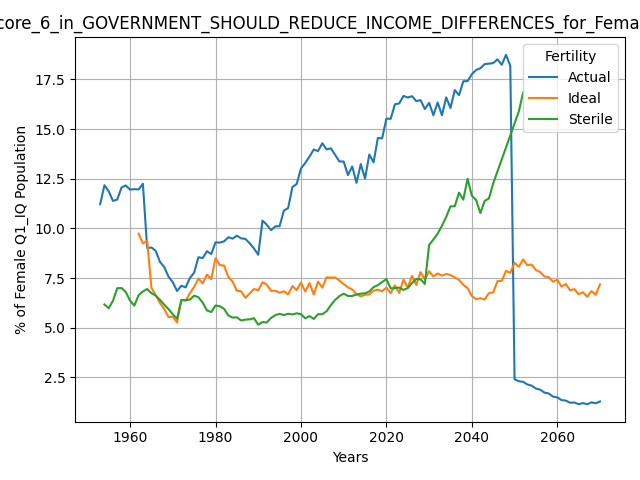 core_6_in_GOVERNMENT_SHOULD_REDUCE_INCOME_DIFFERENCES_for_Fema
Fertility
Actual
Ideal
Sterile
% of Female Q1_IQ Population
17.5
15.0
12.5
10.0
7.5
5.0
2.5
1960
1980
2000
2020
2040
2060
Years